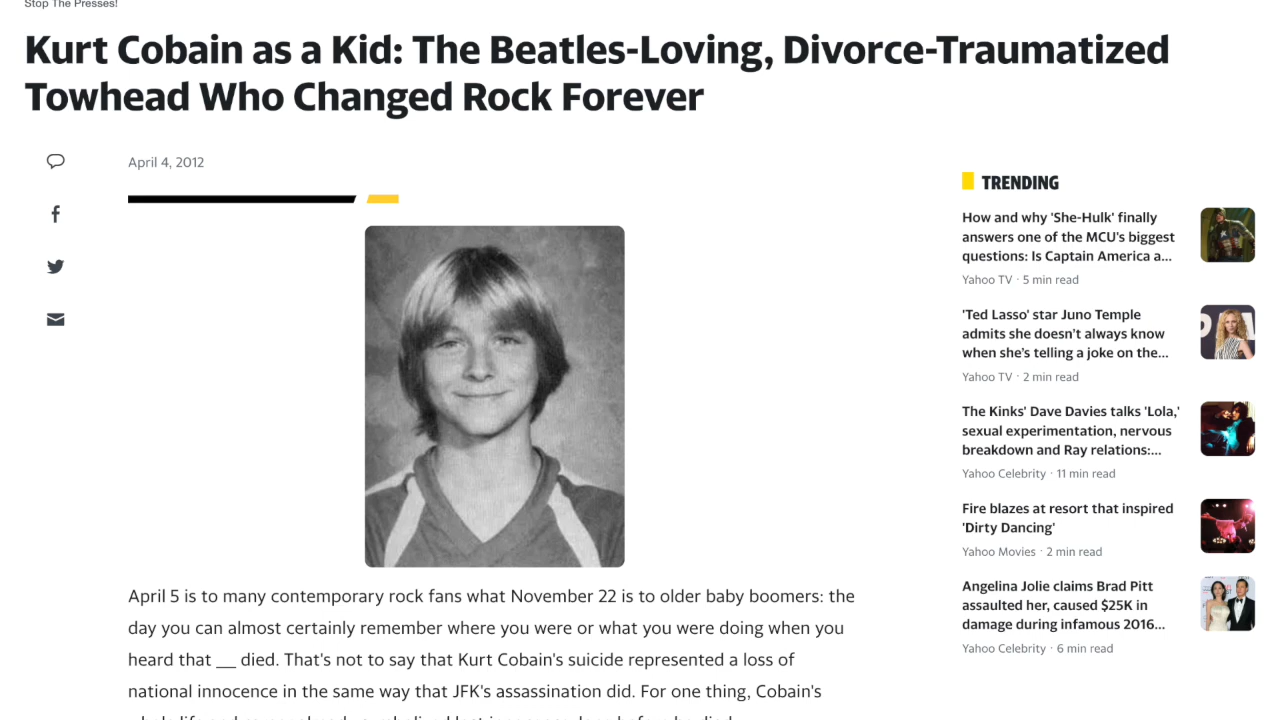 Stop The Presses!
Kurt Cobain as a Kid: The Beatles-Loving, Divorce-Traumatized
Towhead Who Changed Rock Forever
April 4, 2012
April 5 is to many contemporary rock fans what November 22 is to older baby boomers: the
day you can almost certainly remember where you were or what you were doing when you
heard that __ died. That's not to say that Kurt Cobain's suicide represented a loss of
national innocence in the same way that JFK's assassination did. For one thing, Cobain's
TRENDING
How and why 'She-Hulk' finally
answers one of the MCU's biggest
questions: Is Captain America a...
Yahoo TV · 5 min read
'Ted Lasso' star Juno Temple
admits she doesn't always know
when she's telling a joke on the...
Yahoo TV · 2 min read
The Kinks' Dave Davies talks 'Lola,'
sexual experimentation, nervous
breakdown and Ray relations:...
Yahoo Celebrity · 11 min read
Fire blazes at resort that inspired
'Dirty Dancing'
Yahoo Movies · 2 min read
Angelina Jolie claims Brad Pitt
assaulted her, caused $25K in
damage during infamous 2016...
Yahoo Celebrity · 6 min read